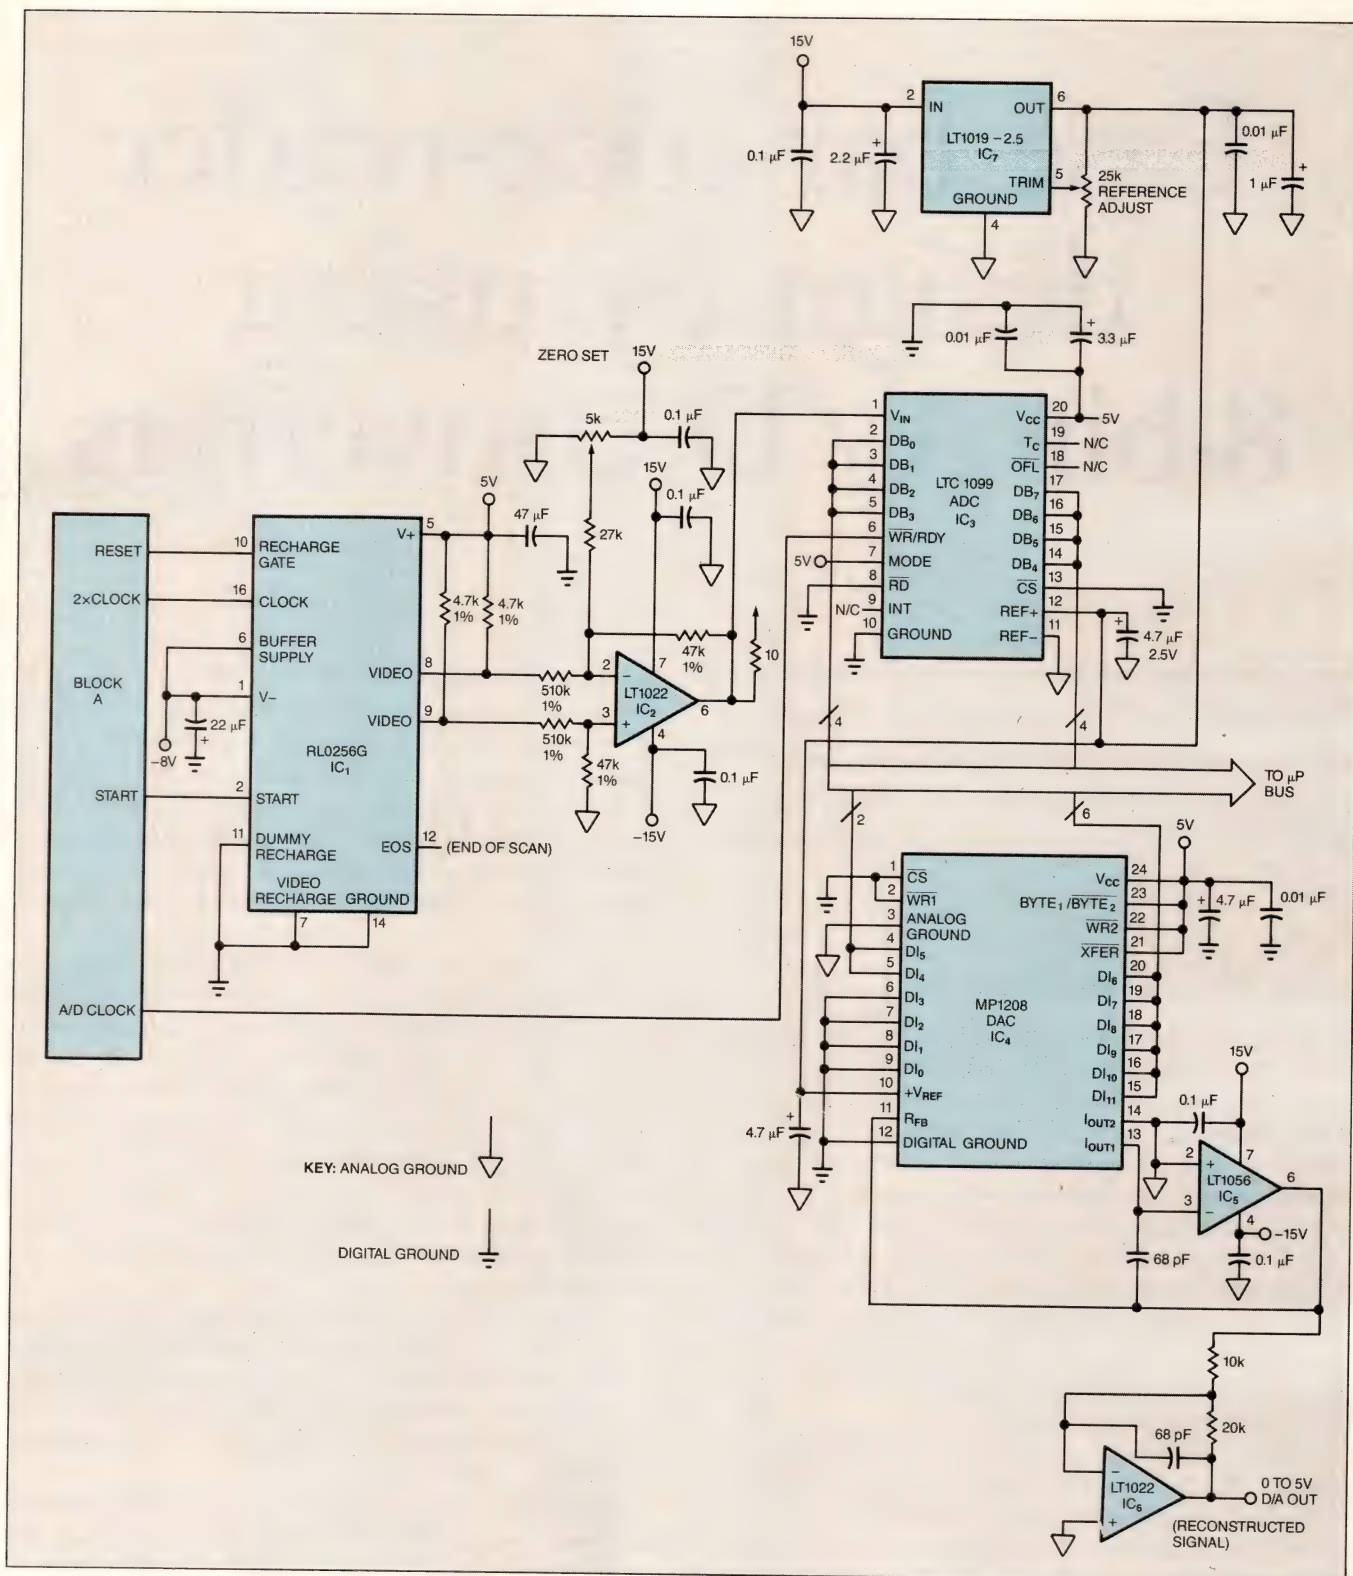 15V
2
IN
OUT
6
LT1019 –2.5
IC7
TRIM
5
GROUND
4
0.1 µF
2.2 µF
+
25k
REFERENCE
ADJUST
0.01 µF
+
1 µF
0.01 µF
+
3.3 µF
ZERO SET
15V
5k
0.1 µF
15V
0.1 µF
27k
47k
1%
10
5V
47 µF
4.7k
1%
4.7k
1%
BLOCK
A
RESET
2×CLOCK
START
A/D CLOCK
10
RECHARGE
GATE
16
CLOCK
6
BUFFER
SUPPLY
1
V–
22 µF
+
–8V
RL0256G
IC1
2
START
11
DUMMY
RECHARGE
VIDEO
RECHARGE
7
GROUND
14
V+
5
VIDEO
8
VIDEO
9
EOS
12
(END OF SCAN)
510k
1%
510k
1%
47k
1%
2
–
3
+
LT1022
IC2
7
6
4
0.1 µF
–15V
1
VIN
2
DB0
3
DB1
4
DB2
5
DB3
6
WR/RDY
5V
7
MODE
8
RD
N/C
9
INT
10
GROUND
LTC 1099
ADC
IC3
VCC
20
5V
TC
19
N/C
OFL
18
N/C
DB7
17
DB6
16
DB5
15
DB4
14
CS
13
REF+
12
REF–
11
+
4.7 µF
2.5V
4
4
TO µP
BUS
2
6
1
CS
2
WR1
3
ANALOG
GROUND
4
DI5
5
DI4
6
DI3
7
DI2
8
DI1
9
DI0
10
+VREF
11
RFB
12
DIGITAL GROUND
4.7 µF
+
MP1208
DAC
IC4
5V
VCC
24
BYTE1/BYTE2
23
WR2
22
XFER
21
DI6
20
DI7
19
DI8
18
DI9
17
DI10
16
DI11
15
IOUT2
14
IOUT1
13
+
4.7 µF
0.01 µF
15V
0.1 µF
2
+
3
–
LT1056
IC5
7
6
4
–15V
0.1 µF
68 pF
10k
20k
68 pF
–
+
LT1022
IC6
0 TO 5V
D/A OUT
(RECONSTRUCTED
SIGNAL)
KEY: ANALOG GROUND
DIGITAL GROUND